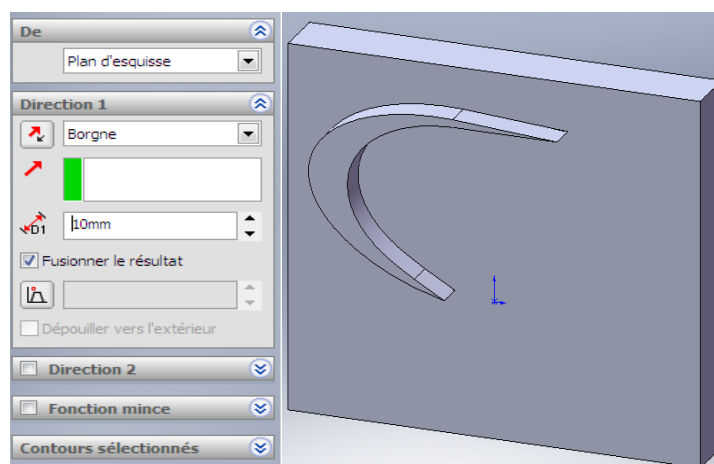 De
Plan d'esquisse
Direction 1
Borgne
D1
10mm
Fusionner le résultat
Dépouiller vers l'extérieur
Direction 2
Fonction mince
Contours sélectionnés